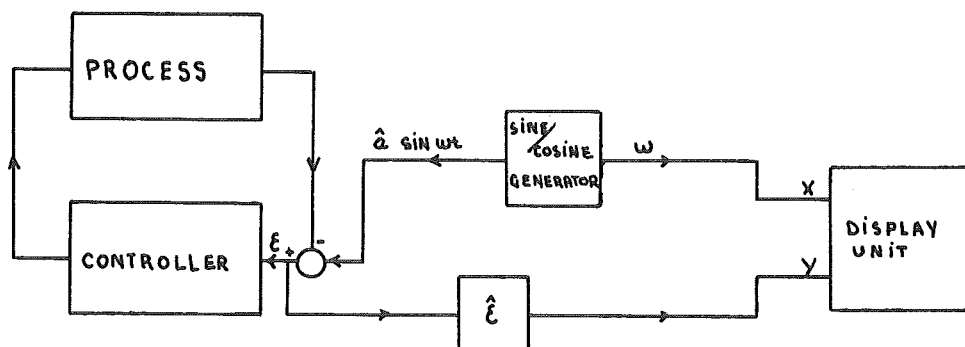 PROCESS
CONTROLLER
ε
+
-
â sin ωt
SINE/
COSINE
GENERATOR
ω
X
Y
DISPLAY
UNIT
ε̂